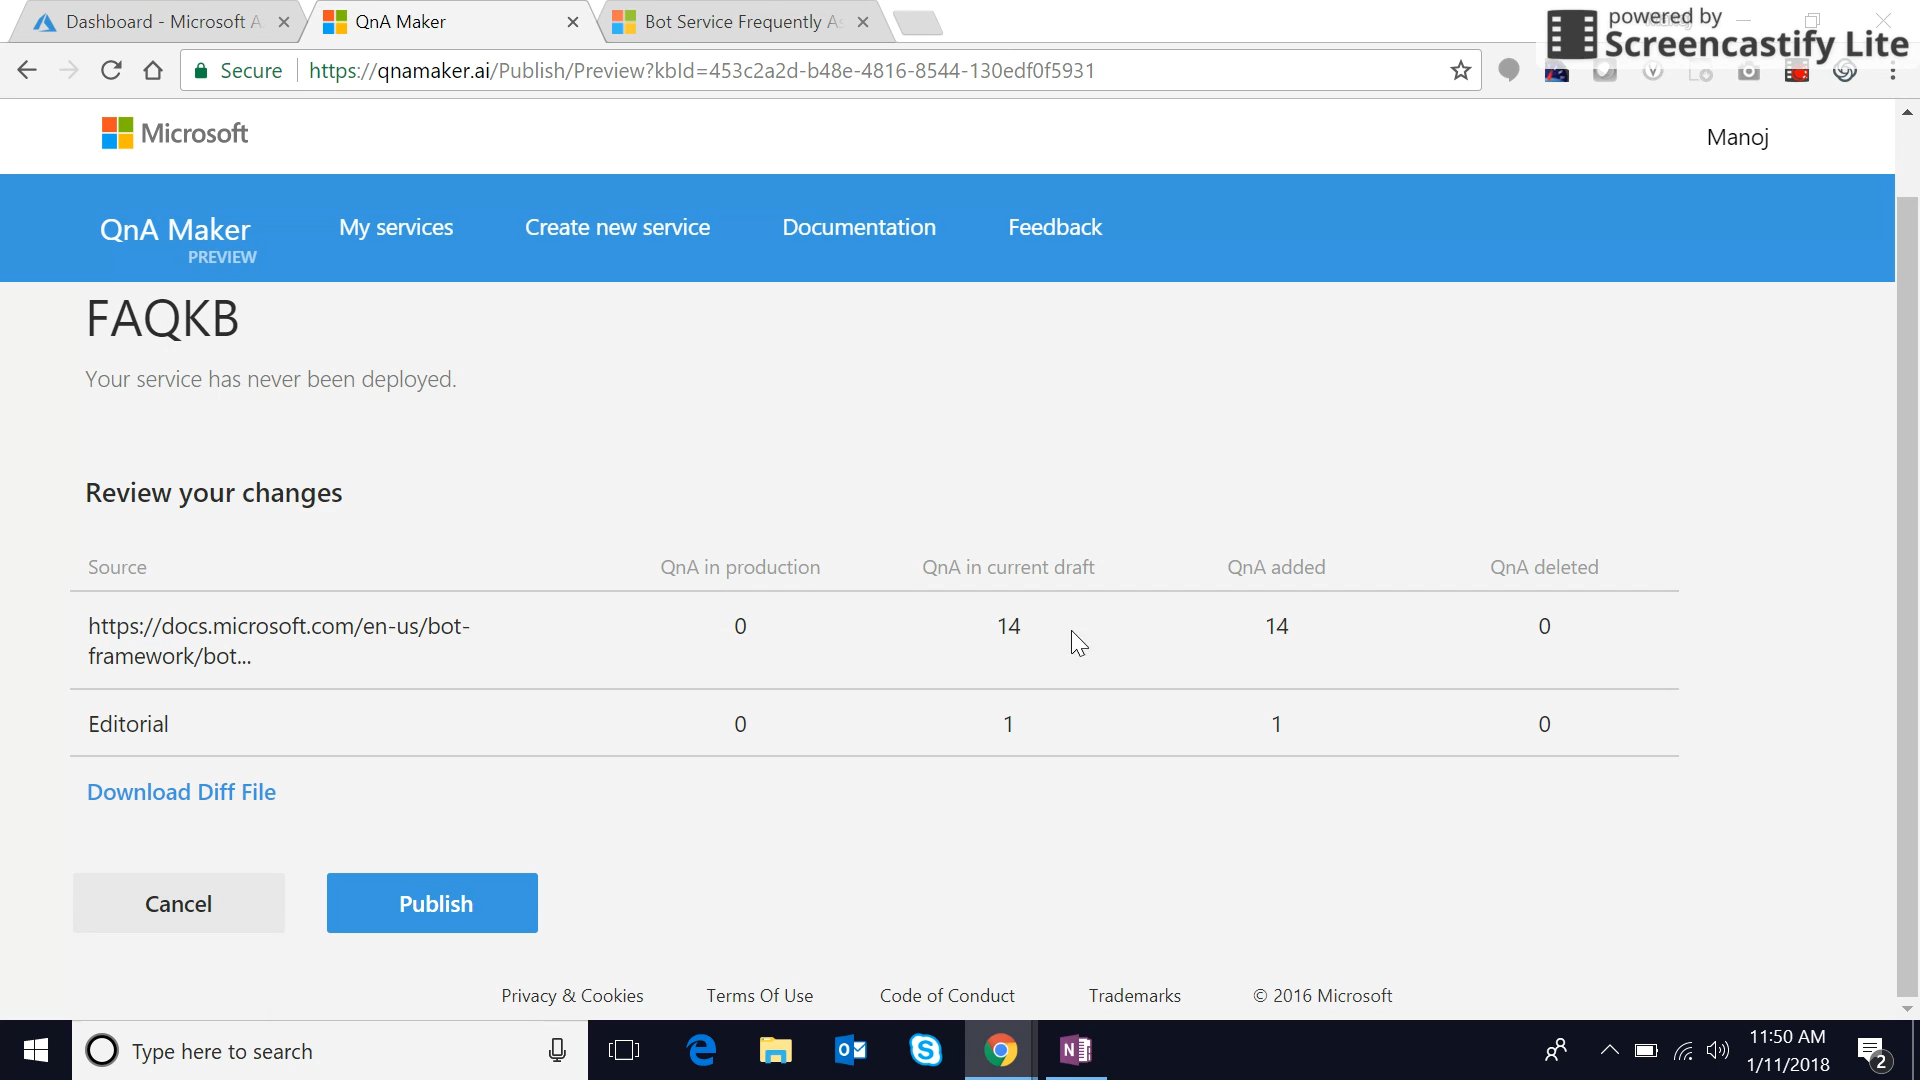 Dashboard - Microsoft A
QnA Maker
Bot Service Frequently As
powered by
Screencastify Lite
Secure
https://qnamaker.ai/Publish/Preview?kbId=453c2a2d-b48e-4816-8544-130edf0f5931
Microsoft
Manoj
QnA Maker
PREVIEW
My services
Create new service
Documentation
Feedback
FAQKB
Your service has never been deployed.
Review your changes
Source QnA in production QnA in current draft QnA added QnA deleted
https://docs.microsoft.com/en-us/bot- 0 14 14 0
framework/bot...
Editorial 0 1 1 0
Download Diff File
Cancel Publish
Privacy & Cookies Terms Of Use Code of Conduct Trademarks © 2016 Microsoft
Type here to search
11:50 AM
1/11/2018
2